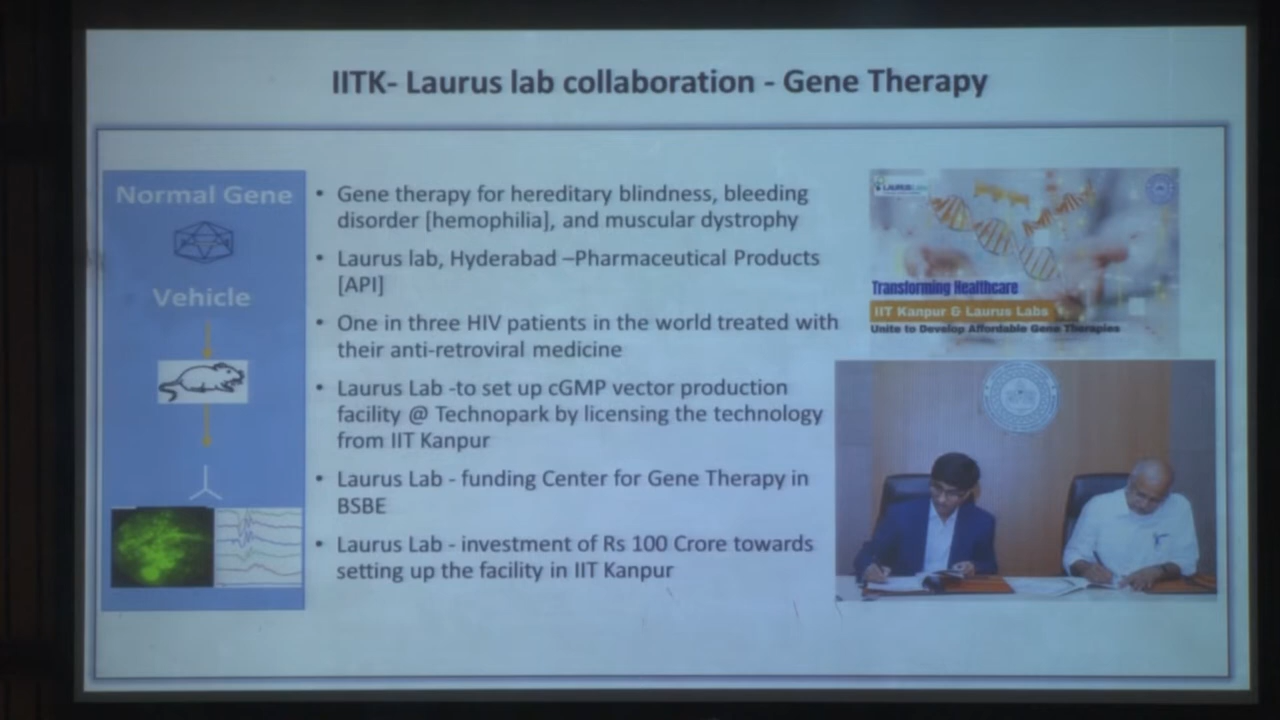 IITK- Laurus lab collaboration - Gene Therapy
Normal Gene
Vehicle
• Gene therapy for hereditary blindness, bleeding
disorder [hemophilia], and muscular dystrophy
• Laurus lab, Hyderabad –Pharmaceutical Products
[API]
• One in three HIV patients in the world treated with
their anti-retroviral medicine
• Laurus Lab -to set up cGMP vector production
facility @ Technopark by licensing the technology
from IIT Kanpur
• Laurus Lab - funding Center for Gene Therapy in
BSBE
• Laurus Lab - investment of Rs 100 Crore towards
setting up the facility in IIT Kanpur
LAURUS
Transforming Healthcare
IIT Kanpur & Laurus Labs
Unite to Develop Affordable Gene Therapies